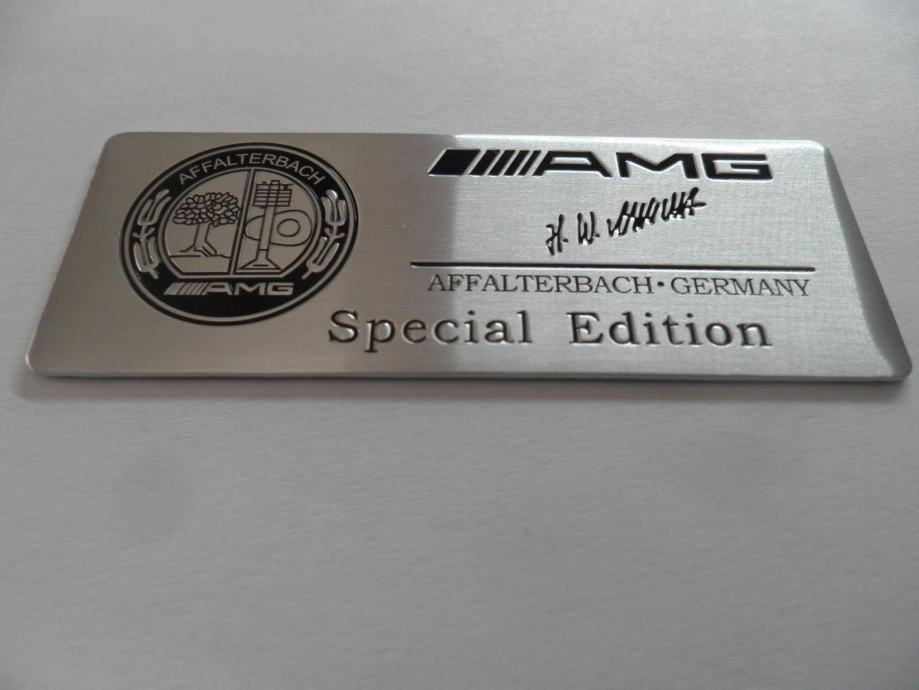 AFFALTERBACH
AMG
AMG
H. W.
AFFALTERBACH·GERMANY
Special Edition